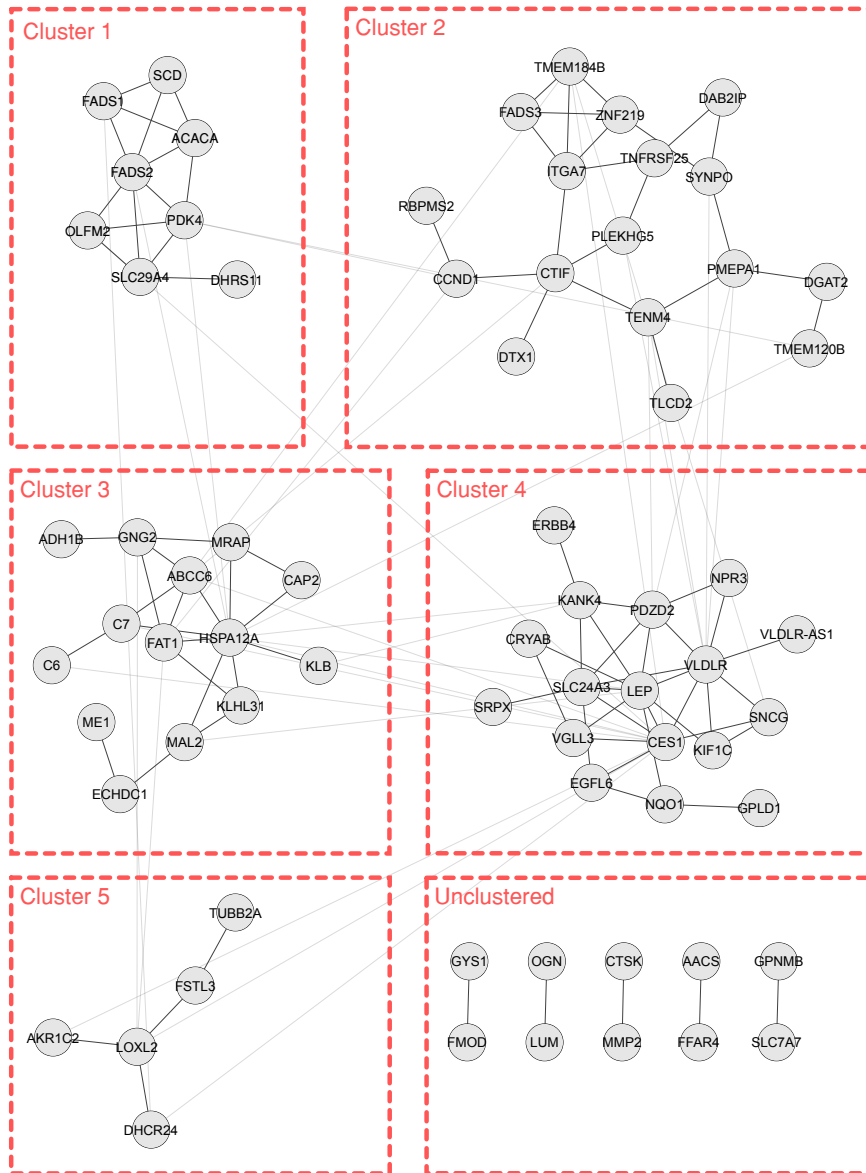 Cluster 1
SCD
FADS1
ACACA
FADS2
OLFM2
PDK4
SLC29A4
DHRS11
Cluster 2
TMEM184B
DAB2IP
FADS3
ZNF219
TNFRSF25
ITGA7
SYNPO
RBPMS2
PLEKHG5
CCND1
CTIF
PMEPA1
DGAT2
TENM4
DTX1
TMEM120B
TLCD2
Cluster 3
ADH1B
GNG2
MRAP
ABCC6
CAP2
C7
FAT1
HSPA12A
C6
KLB
KLHL31
ME1
MAL2
ECHDC1
Cluster 4
ERBB4
NPR3
KANK4
PDZD2
CRYAB
VLDLR-AS1
VLDLR
SLC24A3
LEP
SRPX
SNCG
VGLL3
CES1
KIF1C
EGFL6
NQO1
GPLD1
Cluster 5
TUBB2A
FSTL3
AKR1C2
LOXL2
DHCR24
Unclustered
GYS1
OGN
CTSK
AACS
GPNMB
FMOD
LUM
MMP2
FFAR4
SLC7A7